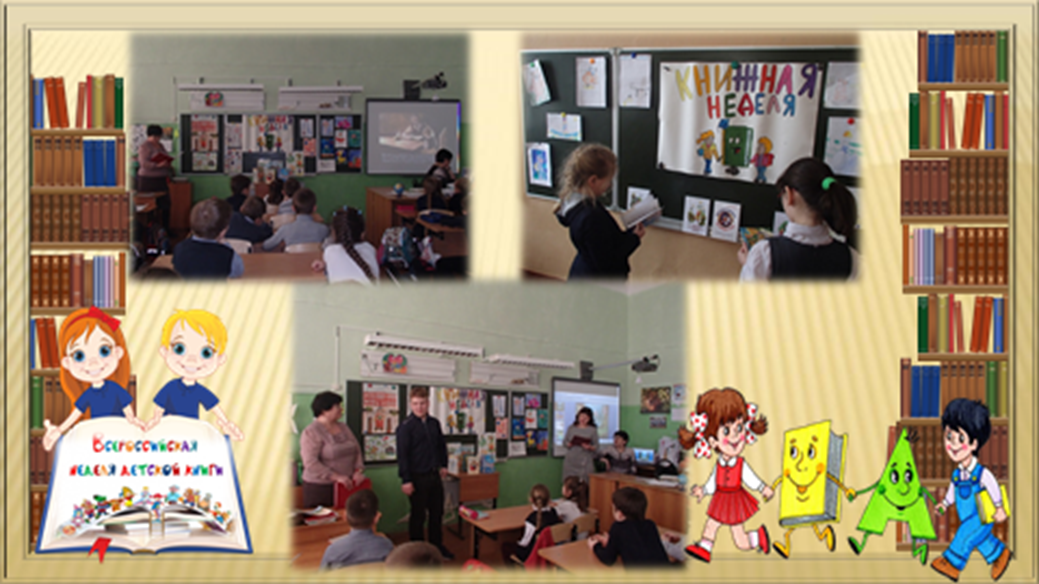 КНИЖНАЯ
НЕДЕЛЯ
Всероссийская
неделя детской книги